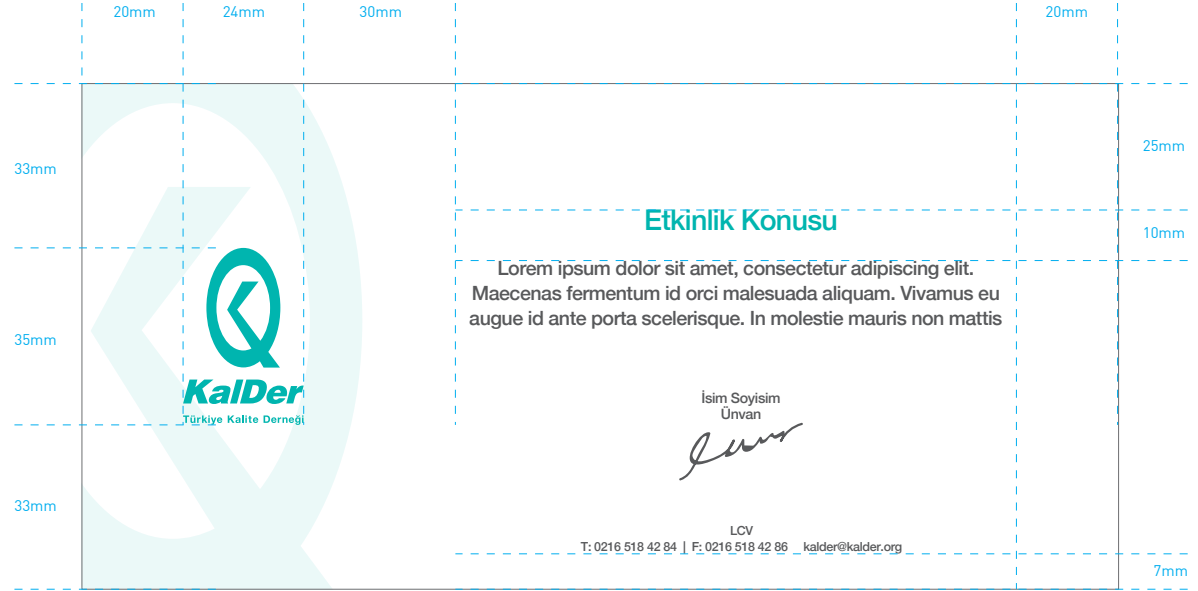 20mm
24mm
30mm
20mm
33mm
25mm
Etkinlik Konusu
10mm
Lorem ipsum dolor sit amet, consectetur adipiscing elit.
Maecenas fermentum id orci malesuada aliquam. Vivamus eu
augue id ante porta scelerisque. In molestie mauris non mattis
35mm
KalDer
Türkiye Kalite Derneği
İsim Soyisim
Ünvan
33mm
LCV
T: 0216 518 42 84 | F: 0216 518 42 86 kalder@kalder.org
7mm